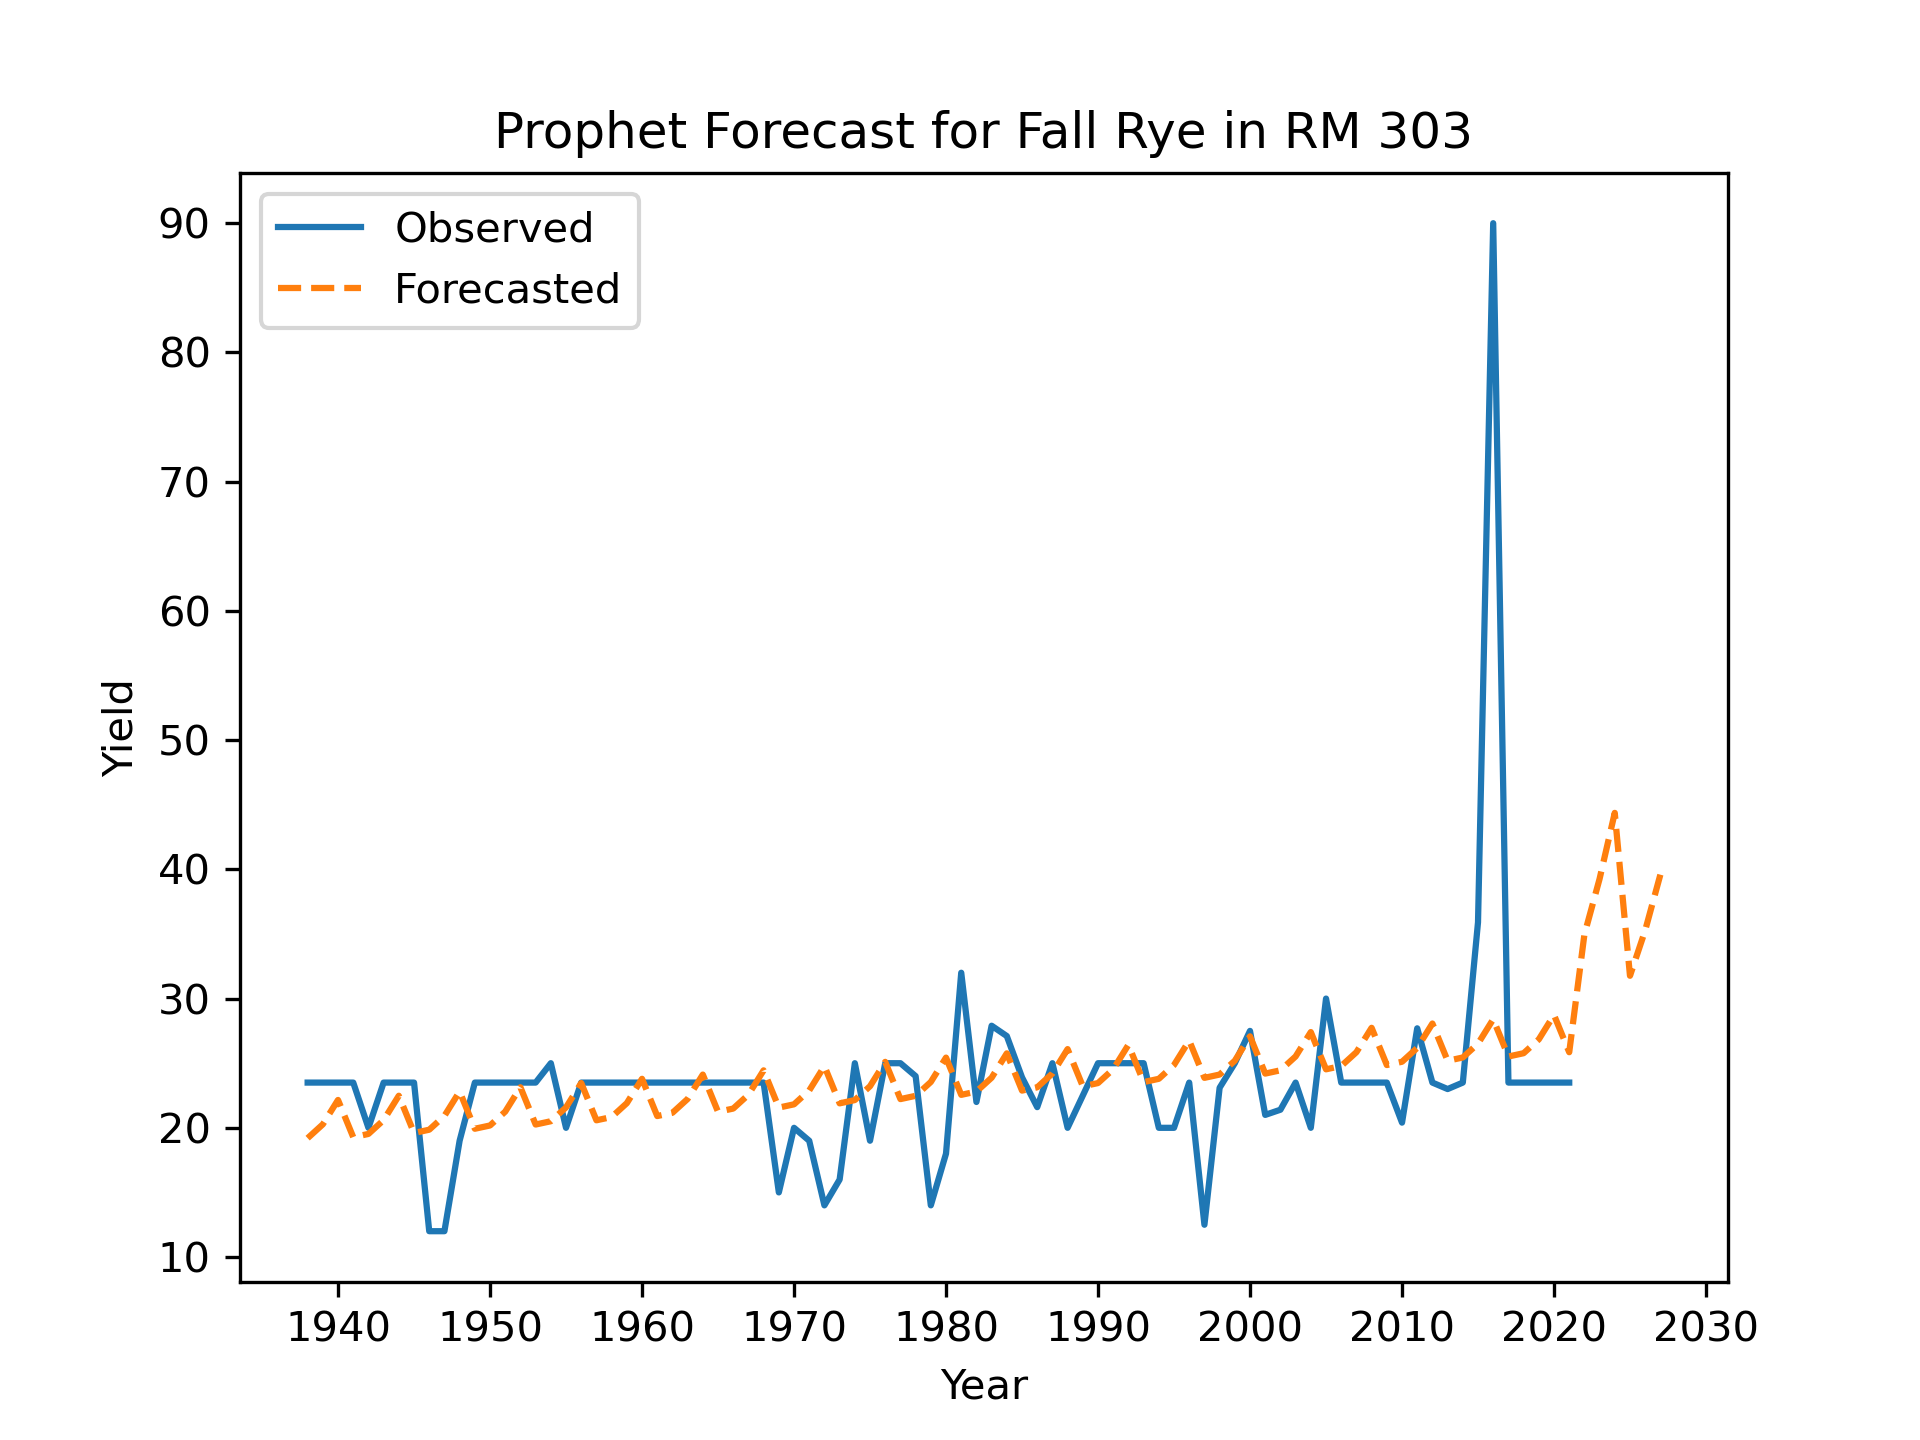 Prophet Forecast for Fall Rye in RM 303
Observed
Forecasted
90
80
70
60
50
40
30
20
10
Yield
1940 1950 1960 1970 1980 1990 2000 2010 2020 2030
Year